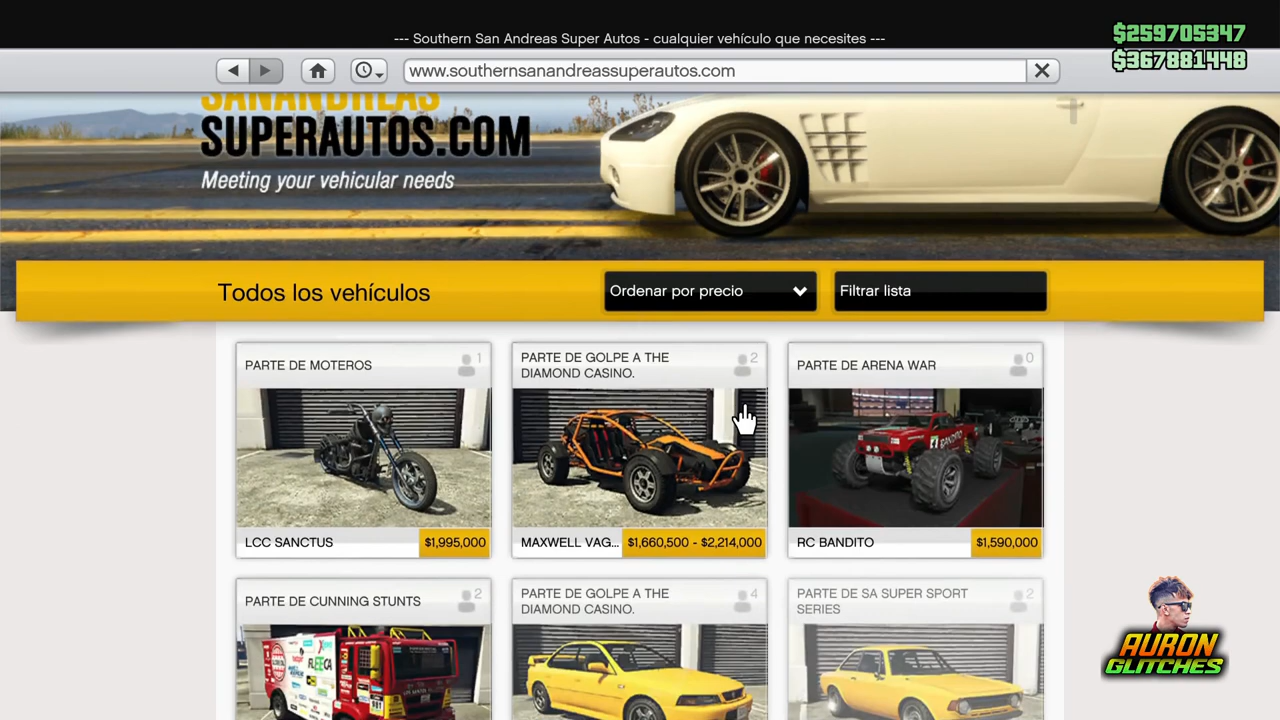 --- Southern San Andreas Super Autos - cualquier vehículo que necesites ---
$259705347
$367881448
www.southernsanandreassuperautos.com
SANANDREAS
SUPERAUTOS.COM
Meeting your vehicular needs
Todos los vehículos
Ordenar por precio
Filtrar lista
PARTE DE MOTEROS
1
PARTE DE GOLPE A THE
DIAMOND CASINO.
2
PARTE DE ARENA WAR
0
BANDITO
LCC SANCTUS
$1,995,000
MAXWELL VAG...
$1,660,500 - $2,214,000
RC BANDITO
$1,590,000
PARTE DE CUNNING STUNTS
2
PARTE DE GOLPE A THE
DIAMOND CASINO.
4
PARTE DE SA SUPER SPORT
SERIES
2
FLEECA
AURON
GLITCHES